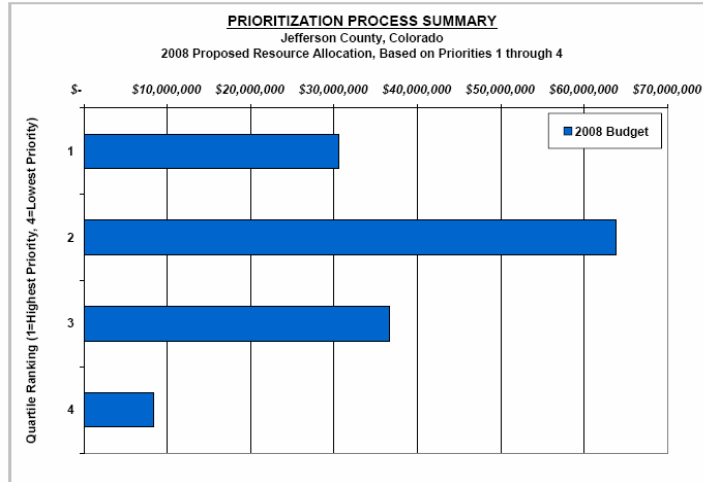 PRIORITIZATION PROCESS SUMMARY
Jefferson County, Colorado
2008 Proposed Resource Allocation, Based on Priorities 1 through 4
$- $10,000,000 $20,000,000 $30,000,000 $40,000,000 $50,000,000 $60,000,000 $70,000,000
2008 Budget
Quartile Ranking (1=Highest Priority, 4=Lowest Priority)
1
2
3
4